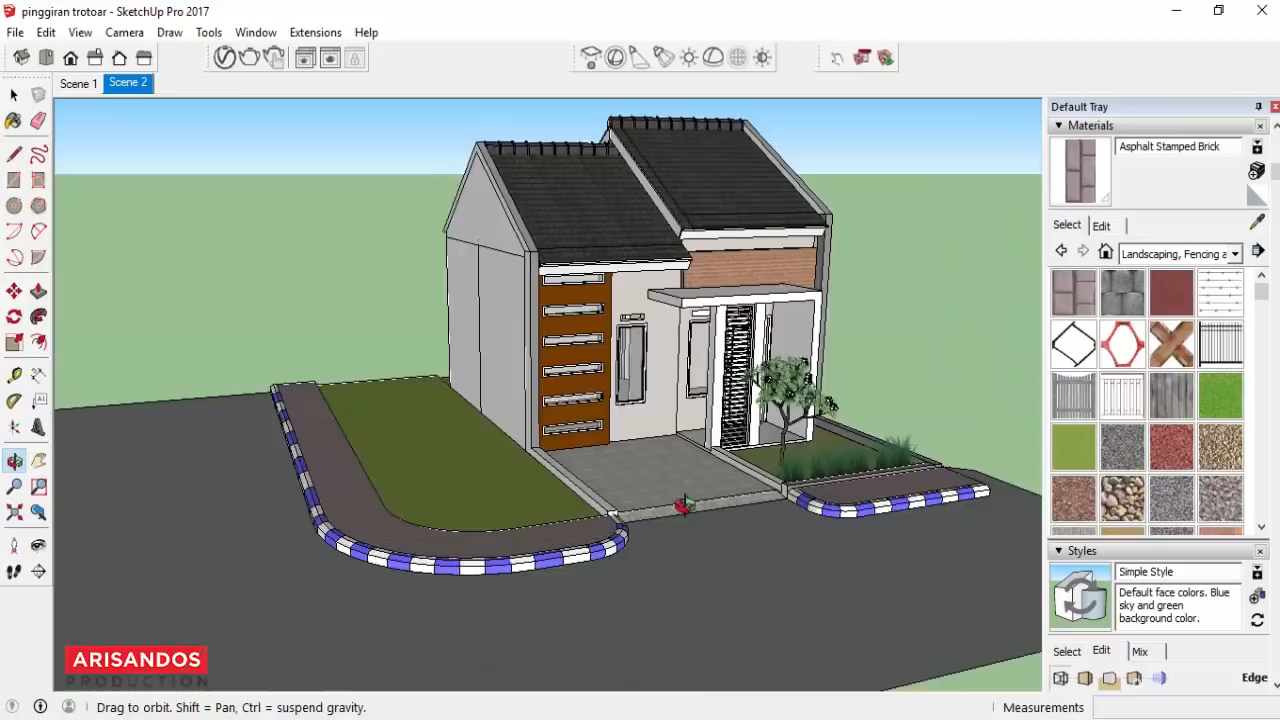 pinggiran trotoar - SketchUp Pro 2017
File Edit View Camera Draw Tools Window Extensions Help
Scene 1 Scene 2
Default Tray
Materials
Asphalt Stamped Brick
Select Edit
Landscaping, Fencing a
Styles
Simple Style
Default face colors. Blue
sky and green
background color.
Select Edit Mix
Edge
ARISANDOS
PRODUCTION
Drag to orbit. Shift = Pan, Ctrl = suspend gravity.
Measurements